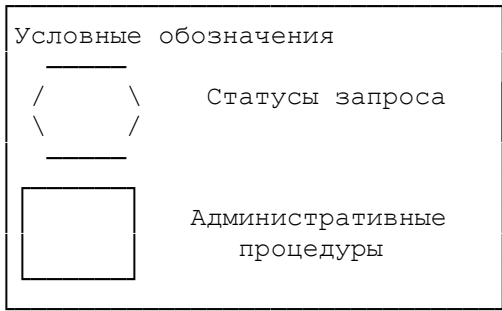 Условные обозначения
Статусы запроса
Административные
процедуры